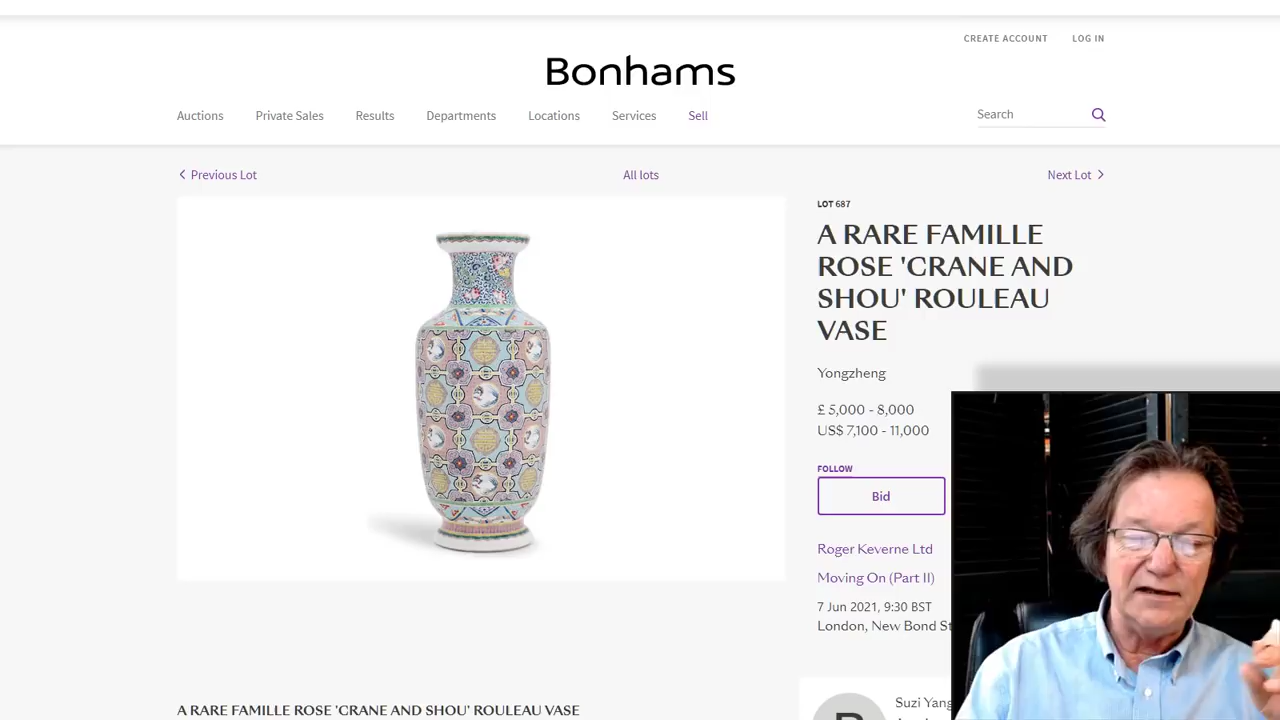 CREATE ACCOUNT LOG IN
Bonhams
Auctions Private Sales Results Departments Locations Services Sell Search
Previous Lot All lots Next Lot
LOT 687
A RARE FAMILLE
ROSE 'CRANE AND
SHOU' ROULEAU
VASE
Yongzheng
£ 5,000 - 8,000
US$ 7,100 - 11,000
FOLLOW
Bid
Roger Keverne Ltd
Moving On (Part II)
7 Jun 2021, 9:30 BST
London, New Bond St
Suzi Yang
A RARE FAMILLE ROSE 'CRANE AND SHOU' ROULEAU VASE